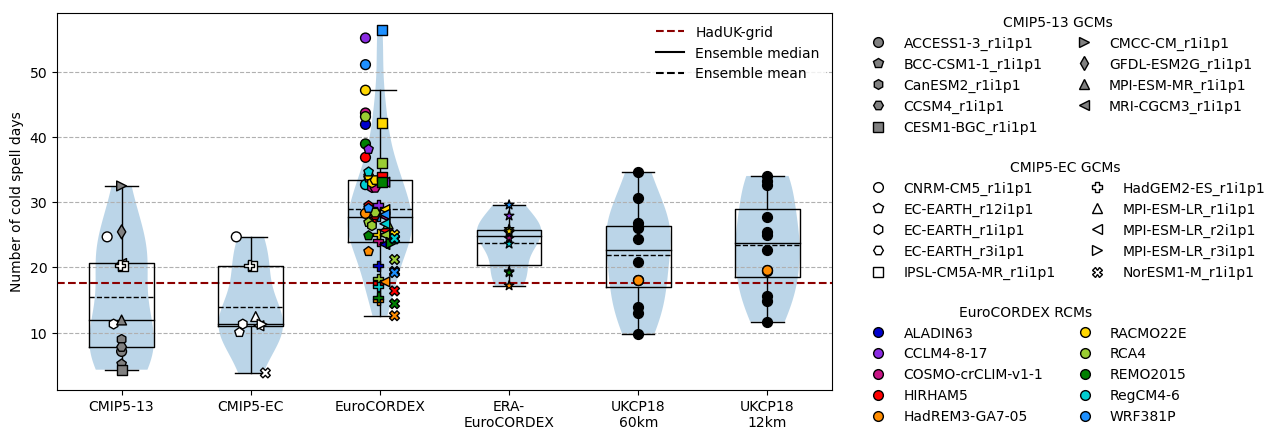 Number of cold spell days
50
40
30
20
10
HadUK-grid
Ensemble median
Ensemble mean
CMIP5-13
CMIP5-EC
EuroCORDEX
ERA-
EuroCORDEX
UKCP18
60km
UKCP18
12km
CMIP5-13 GCMs
ACCESS1-3_r1i1p1
BCC-CSM1-1_r1i1p1
CanESM2_r1i1p1
CCSM4_r1i1p1
CESM1-BGC_r1i1p1
CMCC-CM_r1i1p1
GFDL-ESM2G_r1i1p1
MPI-ESM-MR_r1i1p1
MRI-CGCM3_r1i1p1
CMIP5-EC GCMs
CNRM-CM5_r1i1p1
EC-EARTH_r12i1p1
EC-EARTH_r1i1p1
EC-EARTH_r3i1p1
IPSL-CM5A-MR_r1i1p1
HadGEM2-ES_r1i1p1
MPI-ESM-LR_r1i1p1
MPI-ESM-LR_r2i1p1
MPI-ESM-LR_r3i1p1
NorESM1-M_r1i1p1
EuroCORDEX RCMs
ALADIN63
CCLM4-8-17
COSMO-crCLIM-v1-1
HIRHAM5
HadREM3-GA7-05
RACMO22E
RCA4
REMO2015
RegCM4-6
WRF381P